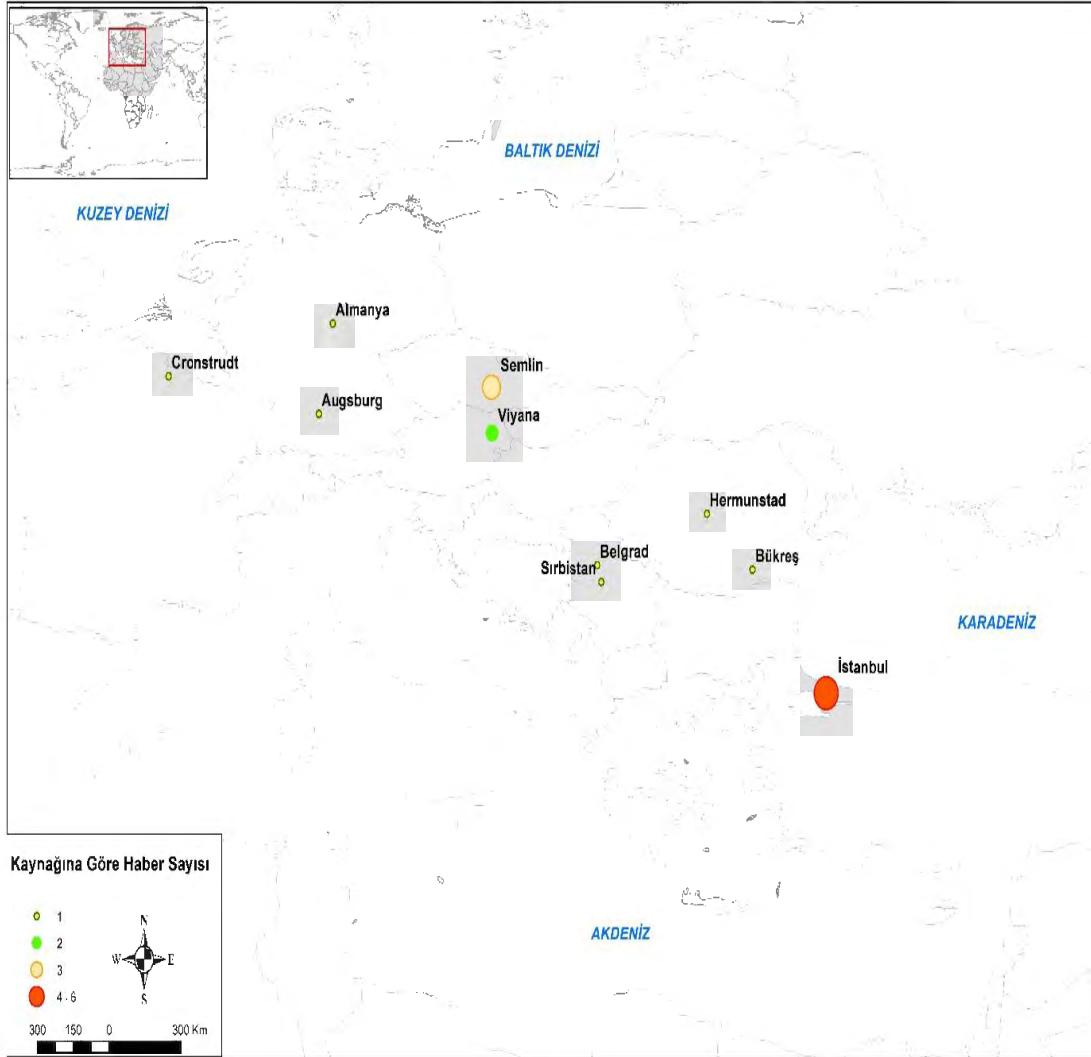 BALTIK DENİZİ
KUZEY DENİZİ
Almanya
Cronstrudt
Semlin
Augsburg
Viyana
Hermunstad
Belgrad
Sırbistan
Bükreş
KARADENİZ
İstanbul
AKDENİZ
Kaynağına Göre Haber Sayısı
1
2
3
4 - 6
N
W E
S
300 150 0 300 Km